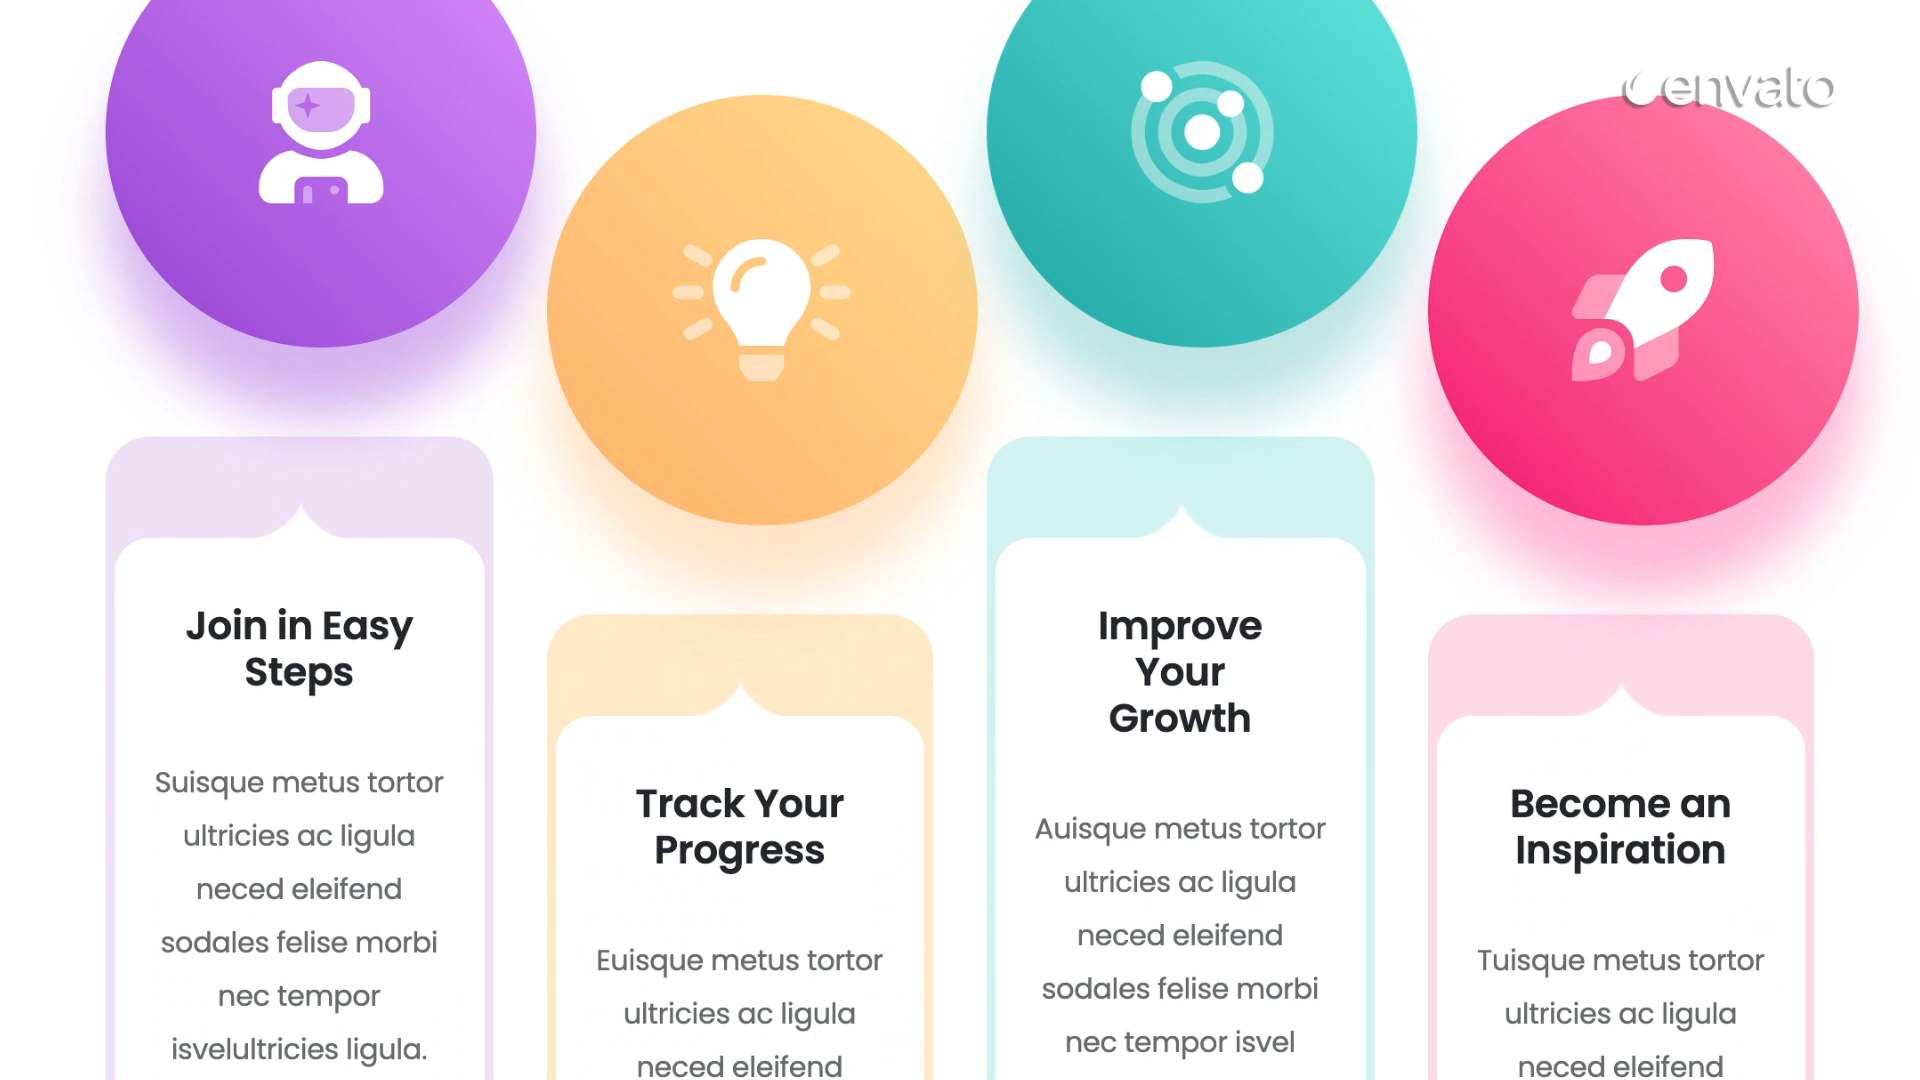 envato
Join in Easy
Steps
Suisque metus tortor
ultricies ac ligula
neced eleifend
sodales felise morbi
nec tempor
isvelultricies ligula.
Track Your
Progress
Euisque metus tortor
ultricies ac ligula
neced eleifend
Improve
Your
Growth
Auisque metus tortor
ultricies ac ligula
neced eleifend
sodales felise morbi
nec tempor isvel
Become an
Inspiration
Tuisque metus tortor
ultricies ac ligula
neced eleifend